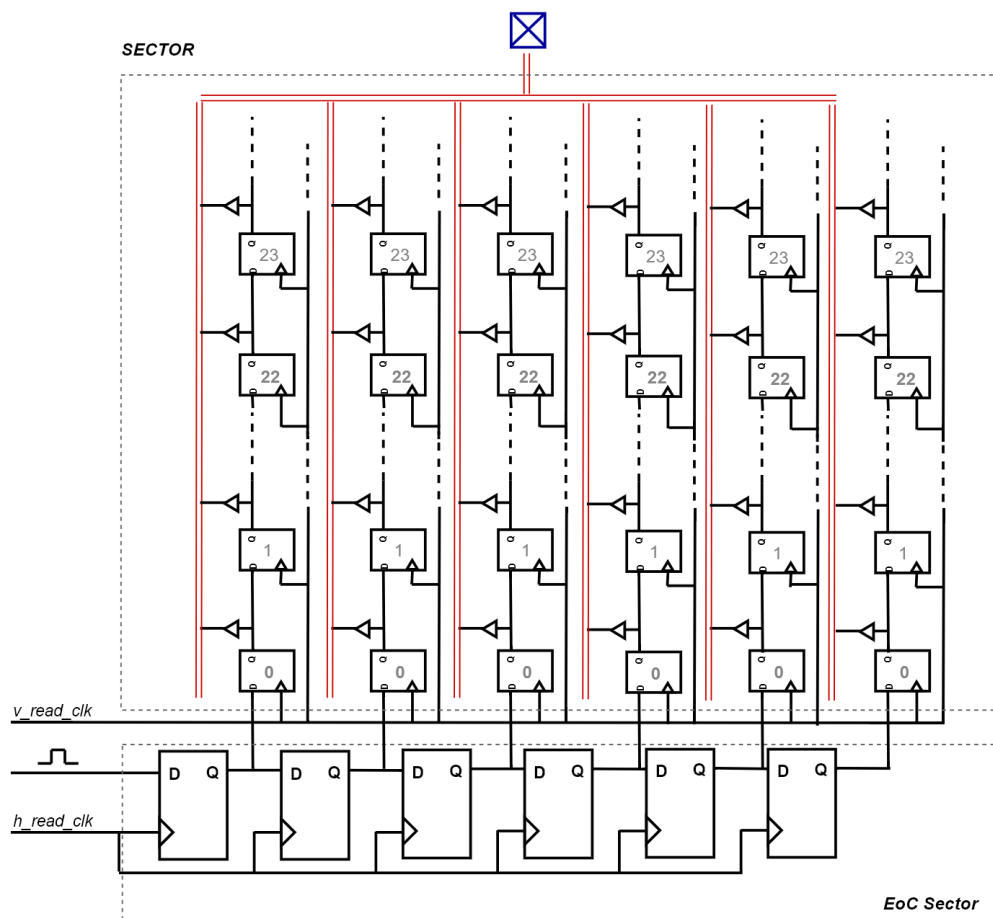 SECTOR
Q Q Q Q Q Q
23 23 23 23 23 23
D D D D D D
Q Q Q Q Q Q
22 22 22 22 22 22
D D D D D D
Q Q Q Q Q Q
1 1 1 1 1 1
D D D D D D
Q Q Q Q Q Q
0 0 0 0 0 0
D D D D D D
v_read_clk
D Q D Q D Q D Q D Q D Q
h_read_clk
EoC Sector